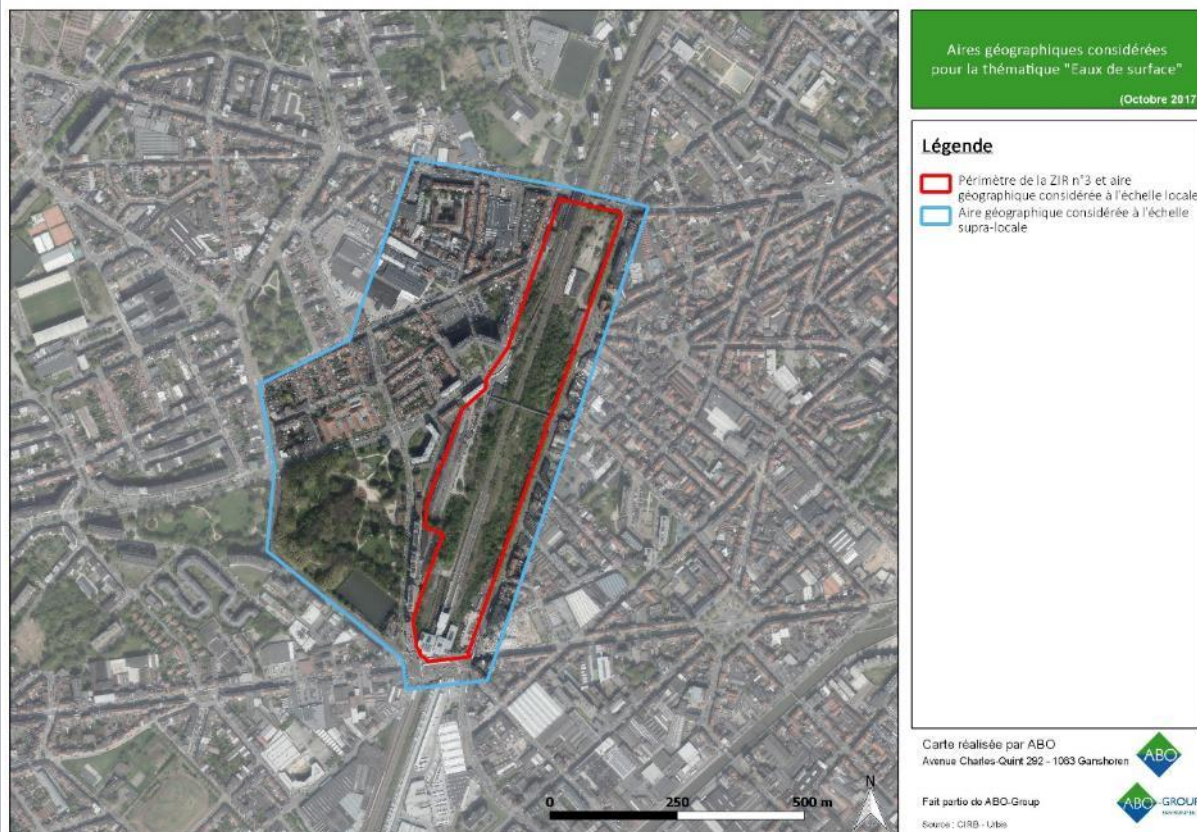 Aires géographiques considérées
pour la thématique "Eaux de surface"
(Octobre 2017)
Légende
Périmètre de la ZIR n°3 et aire
géographique considérée à l'échelle locale
Aire géographique considérée à l'échelle
supra-locale
Carte réalisée par ABO
Avenue Charles-Quint 292 - 1083 Ganshoren
ABO
Fait partie de ABO-Group
ABO-GROUP
Source : CIRB - Urbis
N
0 250 500 m